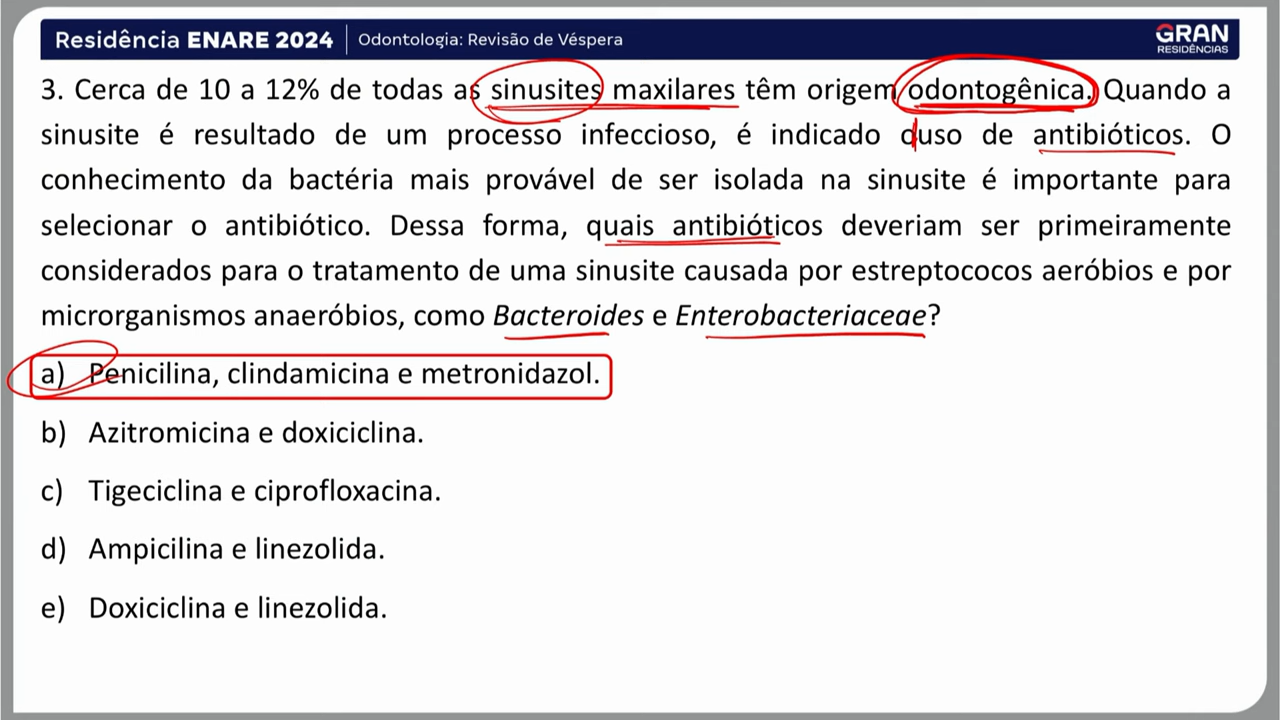 Residência ENARE 2024 | Odontologia: Revisão de Véspera
GRAN
RESIDÊNCIAS
3. Cerca de 10 a 12% de todas as sinusites maxilares têm origem odontogênica. Quando a
sinusite é resultado de um processo infeccioso, é indicado o uso de antibióticos. O
conhecimento da bactéria mais provável de ser isolada na sinusite é importante para
selecionar o antibiótico. Dessa forma, quais antibióticos deveriam ser primeiramente
considerados para o tratamento de uma sinusite causada por estreptococos aeróbios e por
microrganismos anaeróbios, como Bacteroides e Enterobacteriaceae?
a) Penicilina, clindamicina e metronidazol.
b) Azitromicina e doxiciclina.
c) Tigeciclina e ciprofloxacina.
d) Ampicilina e linezolida.
e) Doxiciclina e linezolida.